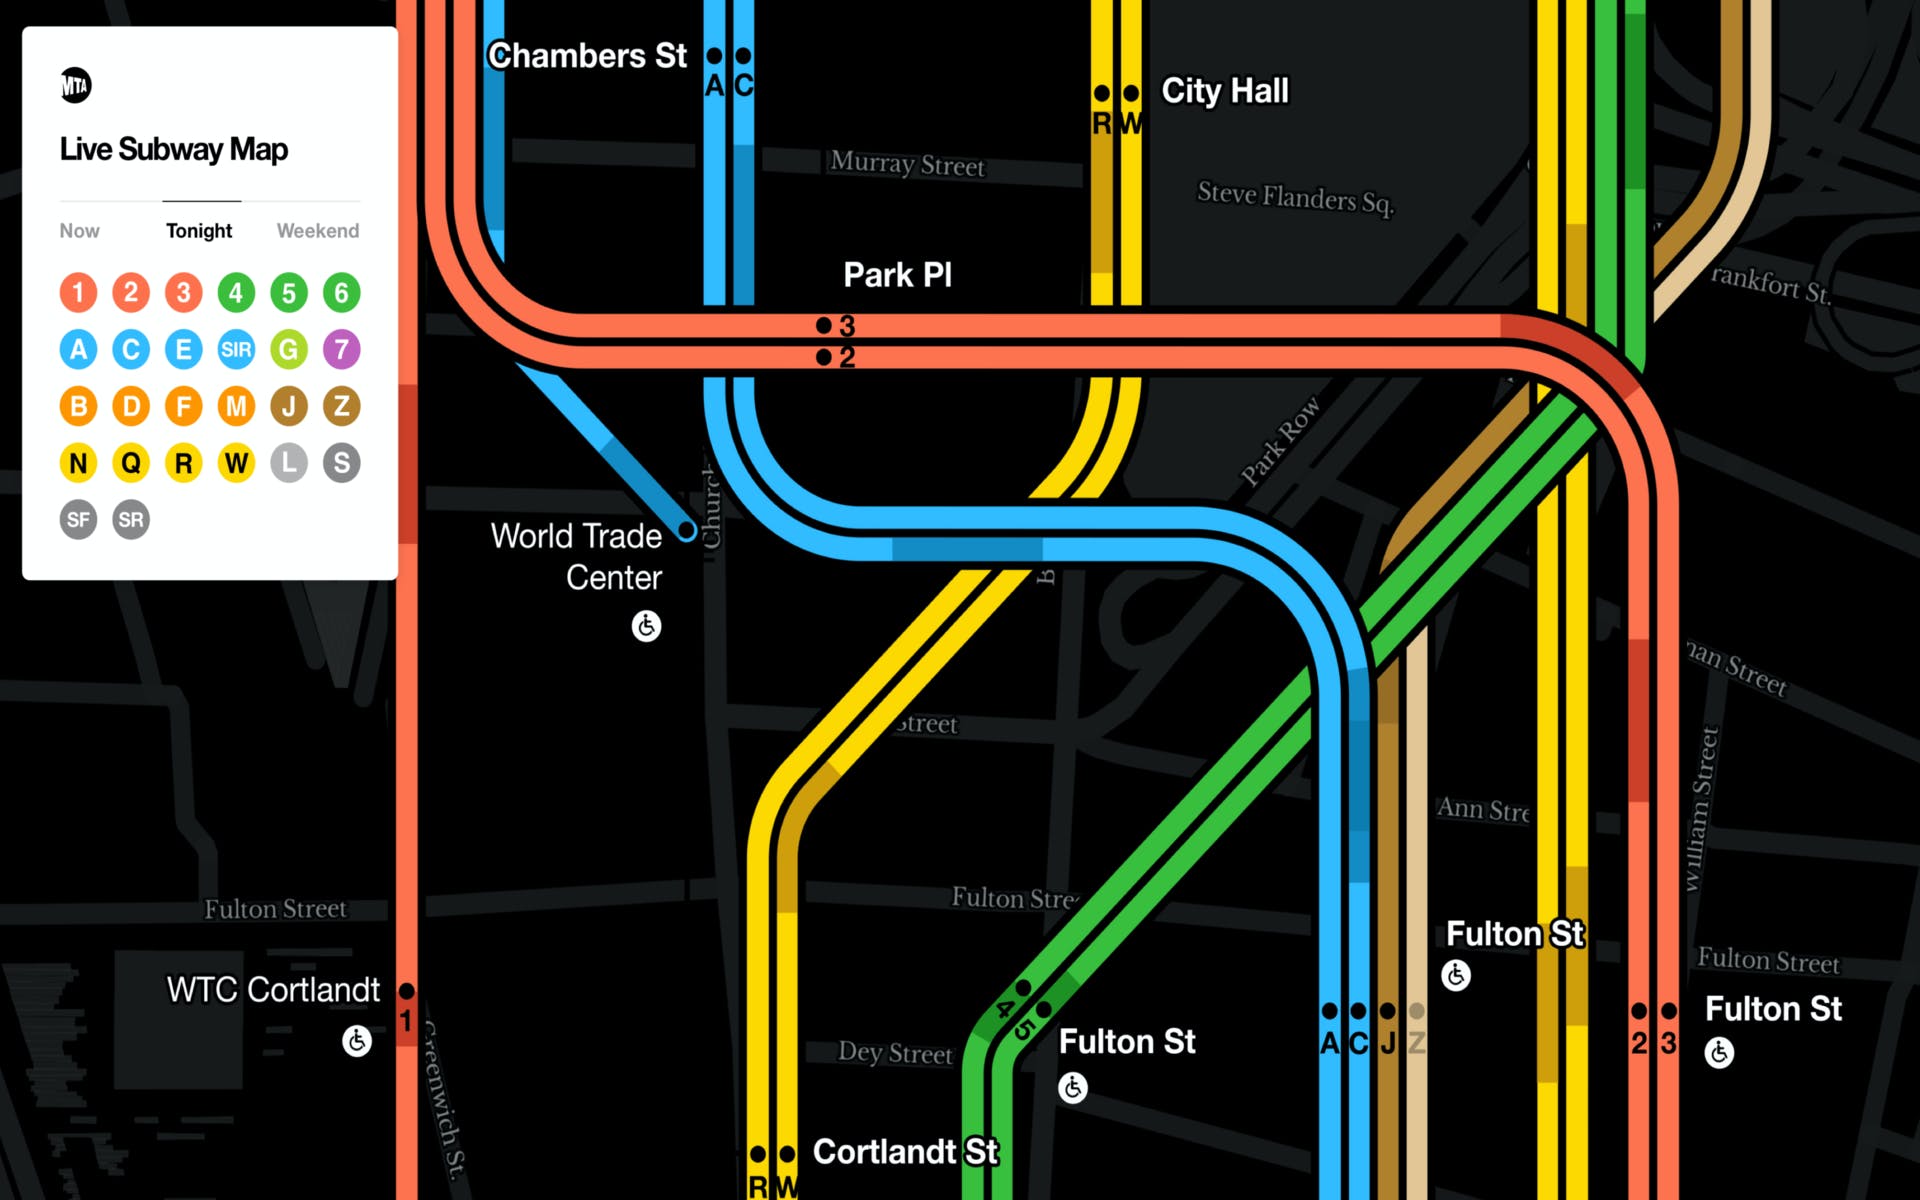 MTA
Live Subway Map
Now Tonight Weekend
1 2 3 4 5 6
A C E SIR G 7
B D F M J Z
N Q R W L S
SF SR
Chambers St
A C
City Hall
R W
Murray Street
Steve Flanders Sq.
Park Pl
3
2
rankfort St.
Park Row
Church
World Trade
Center
B
Street
nan Street
William Street
Ann Stre
Fulton Street
Fulton Stre
Fulton St
Fulton Street
WTC Cortlandt
1
4
5
Fulton St
A C J Z
2 3
Fulton St
Dey Street
Greenwich St.
Cortlandt St
R W